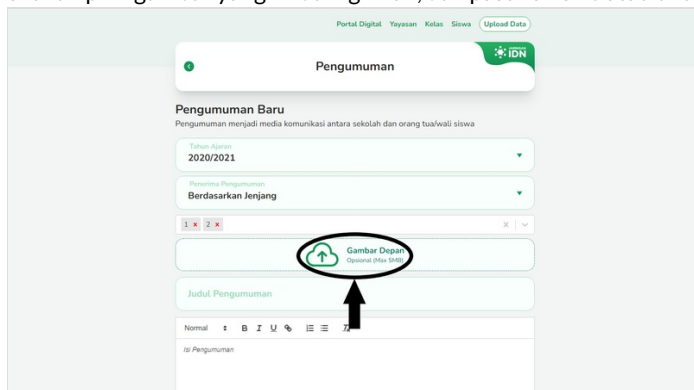 Portal Digital Yayasan Kelas Siswa Upload Data
IDN
Pengumuman
Pengumuman Baru
Pengumuman menjadi media komunikasi antara sekolah dan orang tua/wali siswa
Tahun Ajaran
2020/2021
Penerima Pengumuman
Berdasarkan Jenjang
1 × 2 ×
Gambar Depan
Opsional (Max 5MB)
Judul Pengumuman
Normal B I U
Isi Pengumuman